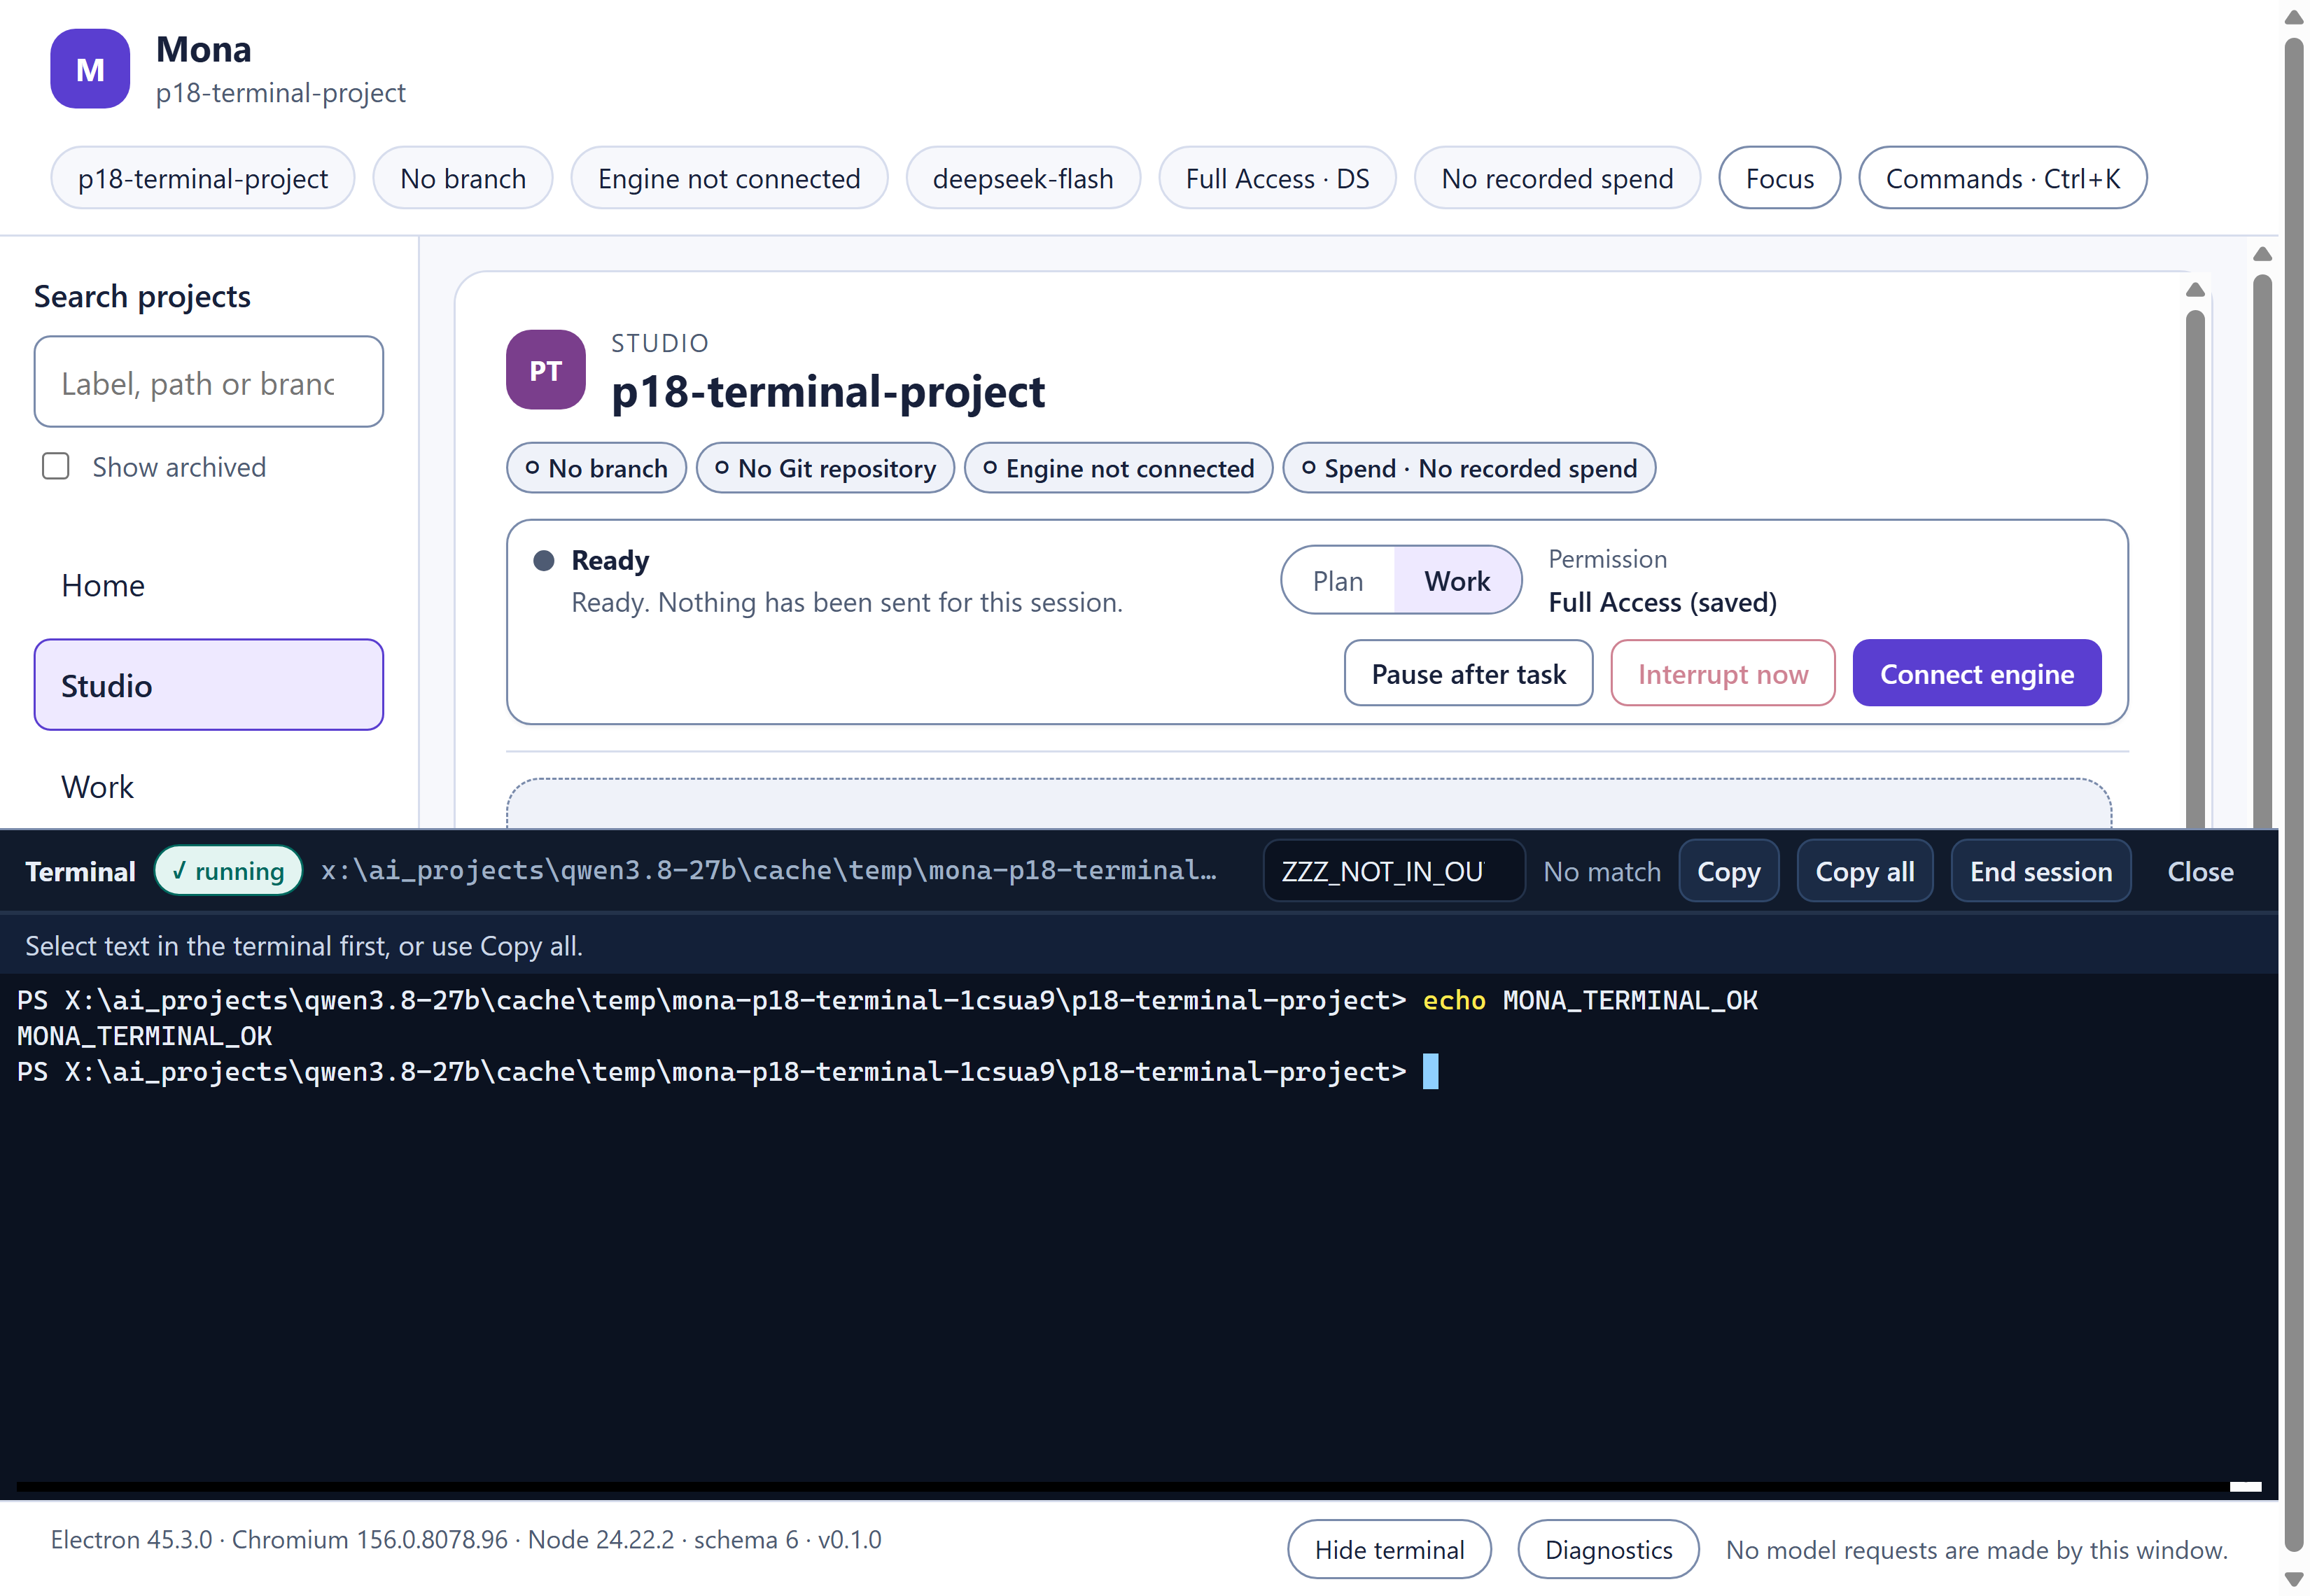 M
Mona
p18-terminal-project
p18-terminal-project
No branch
Engine not connected
deepseek-flash
Full Access · DS
No recorded spend
Focus
Commands · Ctrl+K
Search projects
Label, path or branc
Show archived
Home
Studio
Work
PT
STUDIO
p18-terminal-project
No branch
No Git repository
Engine not connected
Spend · No recorded spend
Ready
Ready. Nothing has been sent for this session.
Plan
Work
Permission
Full Access (saved)
Pause after task
Interrupt now
Connect engine
Terminal
✓ running
x:\ai_projects\qwen3.8-27b\cache\temp\mona-p18-terminal…
ZZZ_NOT_IN_OU
No match
Copy
Copy all
End session
Close
Select text in the terminal first, or use Copy all.
PS X:\ai_projects\qwen3.8-27b\cache\temp\mona-p18-terminal-1csua9\p18-terminal-project> echo MONA_TERMINAL_OK
MONA_TERMINAL_OK
PS X:\ai_projects\qwen3.8-27b\cache\temp\mona-p18-terminal-1csua9\p18-terminal-project>
Electron 45.3.0 · Chromium 156.0.8078.96 · Node 24.22.2 · schema 6 · v0.1.0
Hide terminal
Diagnostics
No model requests are made by this window.